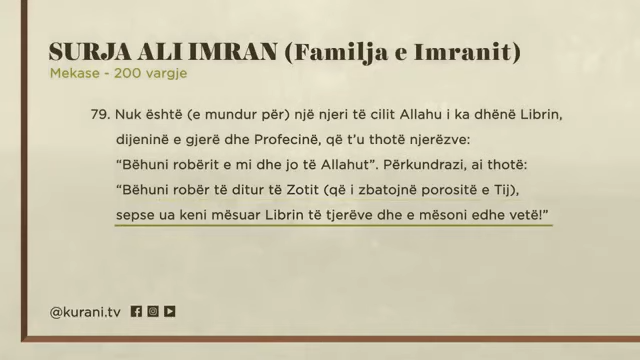 SURJA ALI IMRAN (Familja e Imranit)
Mekase - 200 vargje
79. Nuk është (e mundur për) një njeri të cilit Allahu i ka dhënë Librin,
dijeninë e gjerë dhe Profecinë, që t’u thotë njerëzve:
“Bëhuni robërit e mi dhe jo të Allahut”. Përkundrazi, ai thotë:
“Bëhuni robër të ditur të Zotit (që i zbatojnë porositë e Tij),
sepse ua keni mësuar Librin të tjerëve dhe e mësoni edhe vetë!”
@kurani.tv